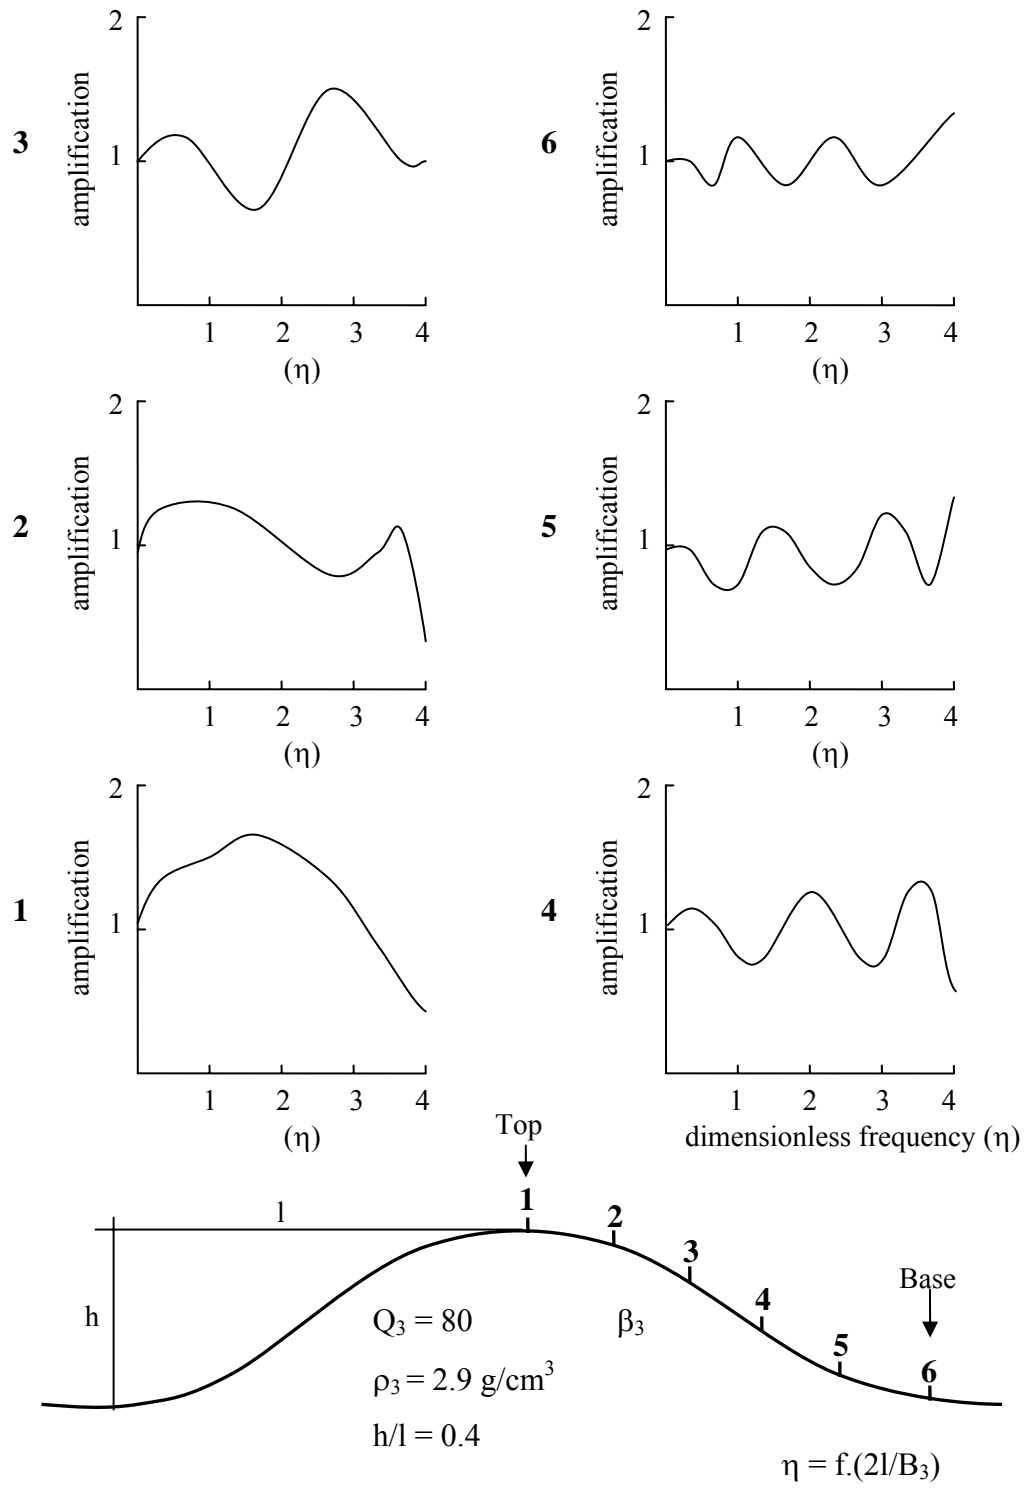 2
amplification
3
1
1 2 3 4
(η)
2
amplification
6
1
1 2 3 4
(η)
2
amplification
2
1
1 2 3 4
(η)
2
amplification
5
1
1 2 3 4
(η)
2
amplification
1
1
1 2 3 4
(η)
2
amplification
4
1
1 2 3 4
dimensionless frequency (η)
Top
l
1
2
3
4
5
6
Base
h
Q₃ = 80
β₃
ρ₃ = 2.9 g/cm³
h/l = 0.4
η = f.(2l/B₃)